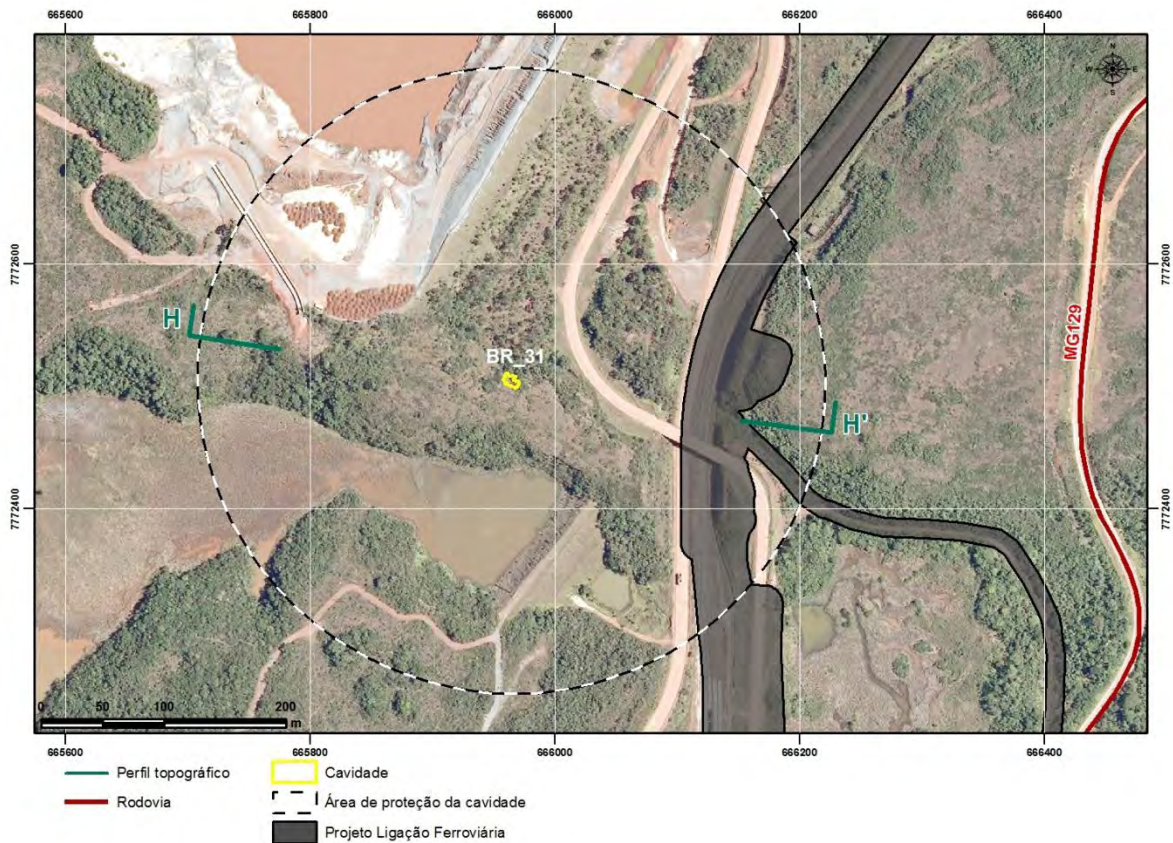 665600 665800 666000 666200 666400
N
W E
S
7772600 7772600
H
BR_31
MG129
H'
7772400 7772400
0 50 100 200
m
665600 665800 666000 666200 666400
Perfil topográfico
Rodovia
Cavidade
Área de proteção da cavidade
Projeto Ligação Ferroviária